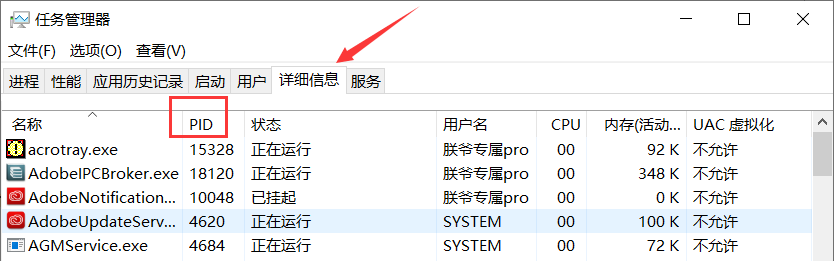 任务管理器
文件(F) 选项(O) 查看(V)
进程 性能 应用历史记录 启动 用户 详细信息 服务
名称 PID 状态 用户名 CPU 内存(活动... UAC 虚拟化
acrotray.exe 15328 正在运行 朕爷专属pro 00 92 K 不允许
AdobeIPCBroker.exe 18120 正在运行 朕爷专属pro 00 348 K 不允许
AdobeNotification... 10048 已挂起 朕爷专属pro 00 0 K 不允许
AdobeUpdateServ... 4620 正在运行 SYSTEM 00 100 K 不允许
AGMService.exe 4684 正在运行 SYSTEM 00 72 K 不允许